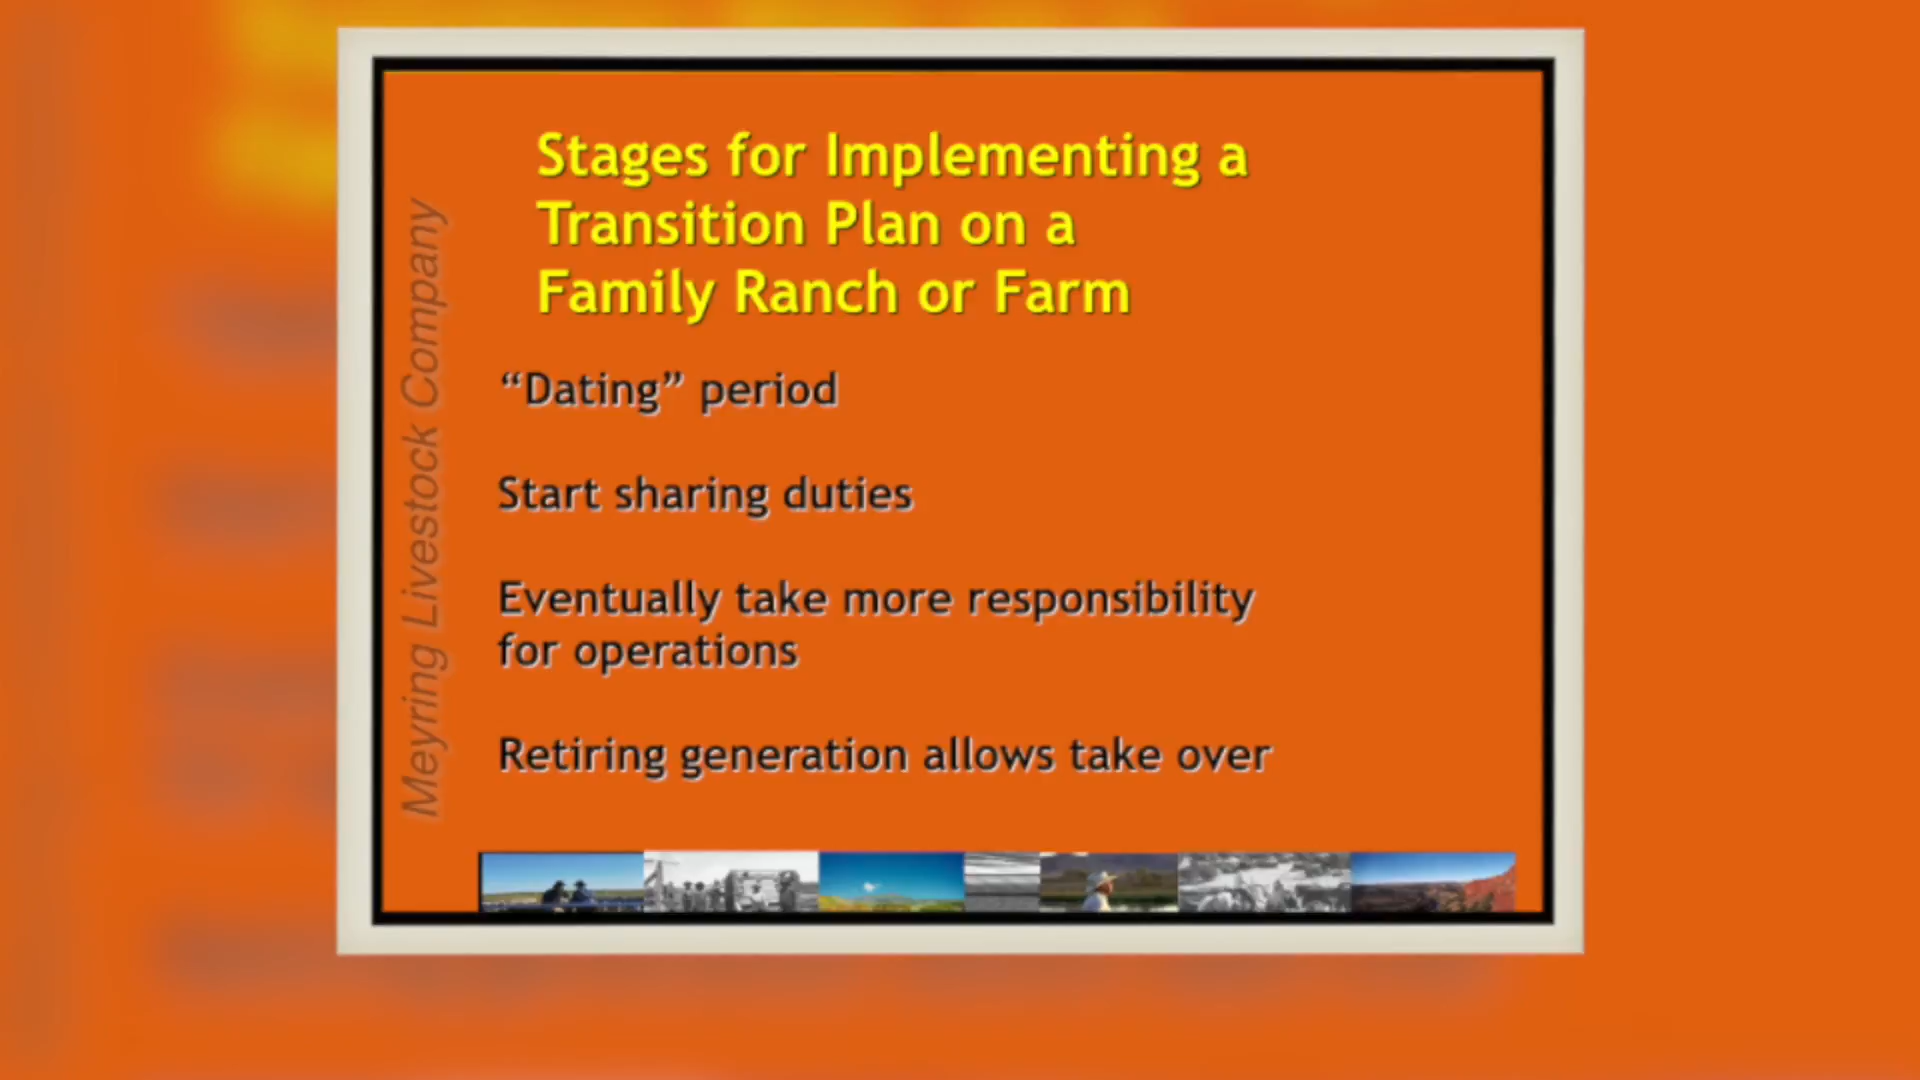 Stages for Implementing a
Transition Plan on a
Family Ranch or Farm
“Dating” period
Start sharing duties
Eventually take more responsibility
for operations
Retiring generation allows take over
Meyring Livestock Company